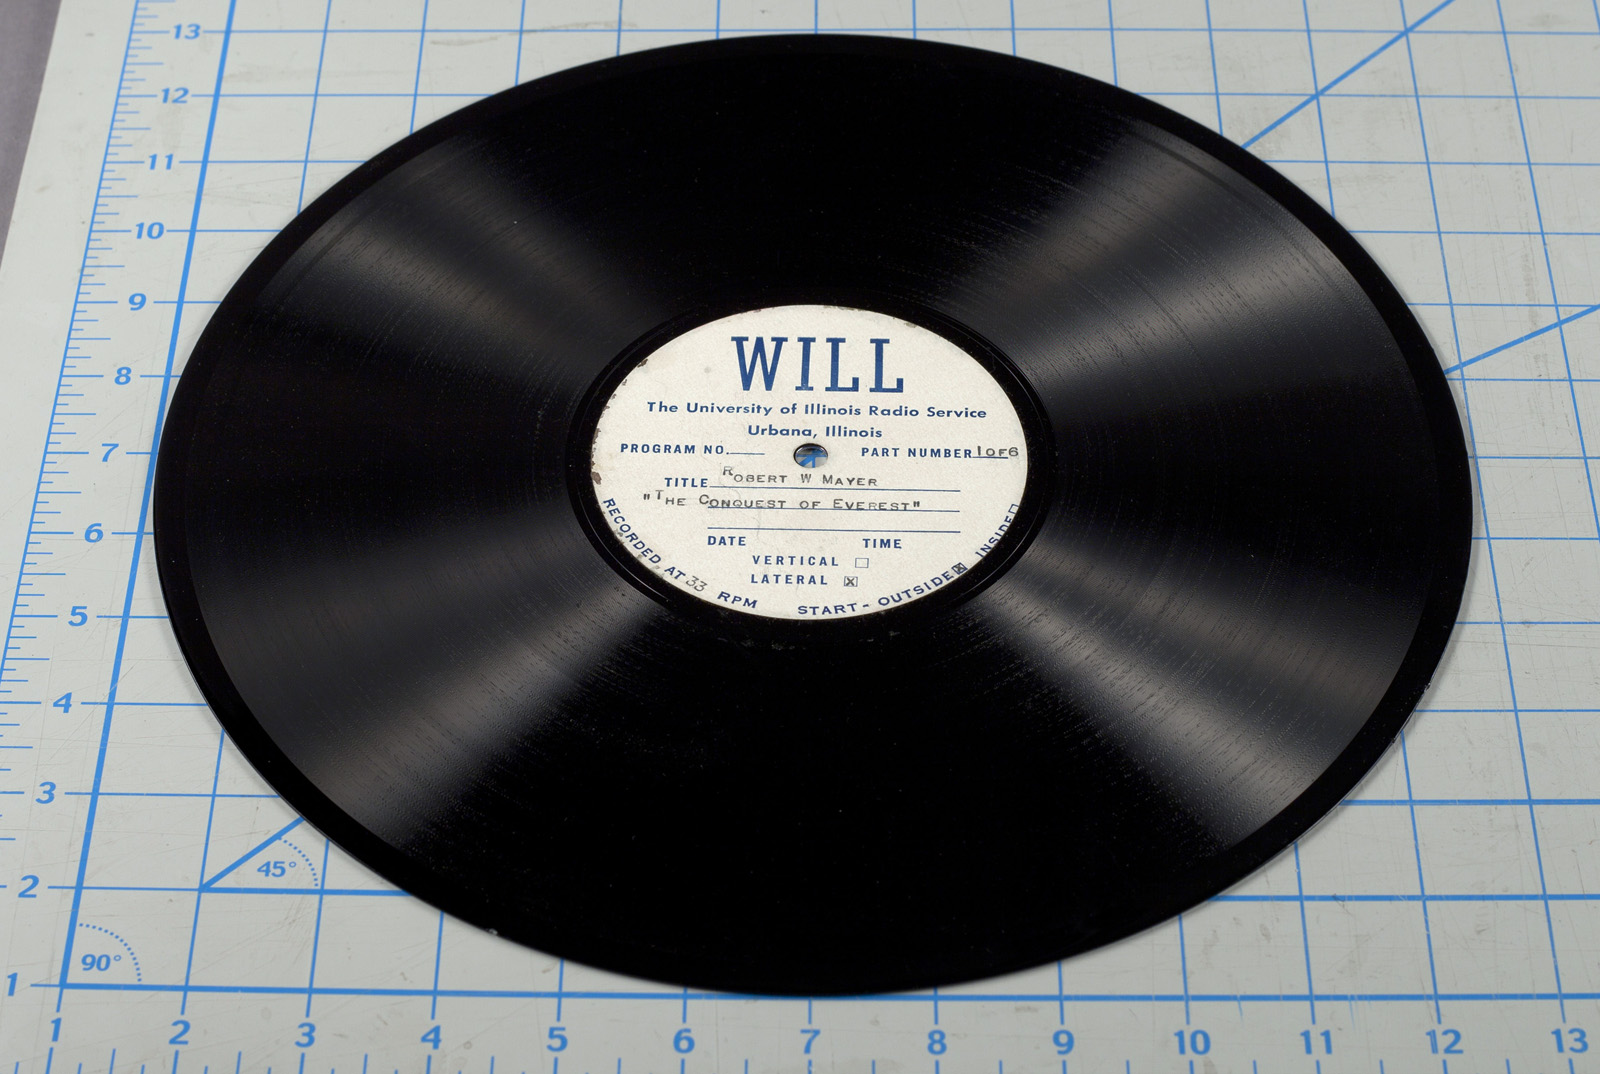 WILL
The University of Illinois Radio Service
Urbana, Illinois
PROGRAM NO. PART NUMBER 1 OF 6
TITLE ROBERT W MAYER
"THE CONQUEST OF EVEREST"
DATE TIME
VERTICAL ☐
LATERAL ☒
RECORDED AT 33 RPM START - OUTSIDE ☒ INSIDE ☐
13
12
11
10
9
8
7
6
5
4
3
2
1
45°
90°
1 2 3 4 5 6 7 8 9 10 11 12 13